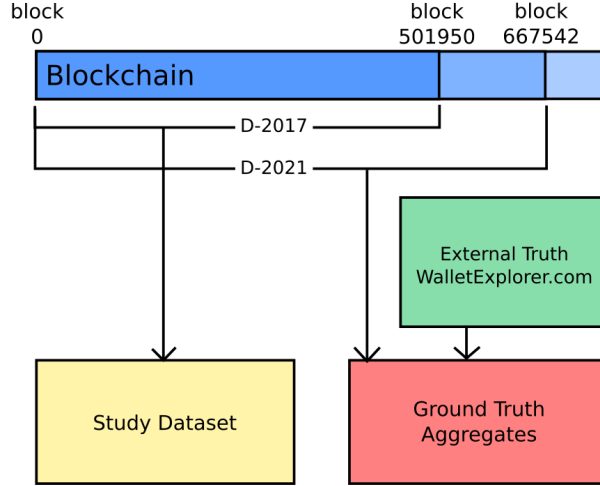 block
0
block
501950
block
667542
Blockchain
D-2017
D-2021
External Truth
WalletExplorer.com
Study Dataset
Ground Truth
Aggregates